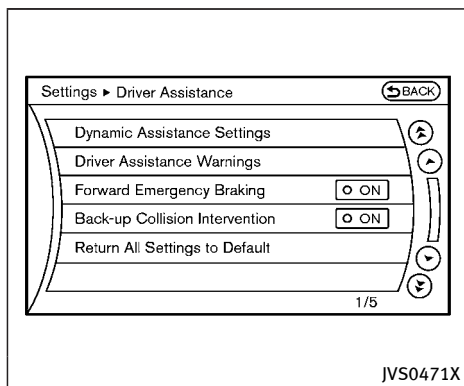 Settings ▸ Driver Assistance
BACK
Dynamic Assistance Settings
Driver Assistance Warnings
Forward Emergency Braking ON
Back-up Collision Intervention ON
Return All Settings to Default
1/5
JVS0471X